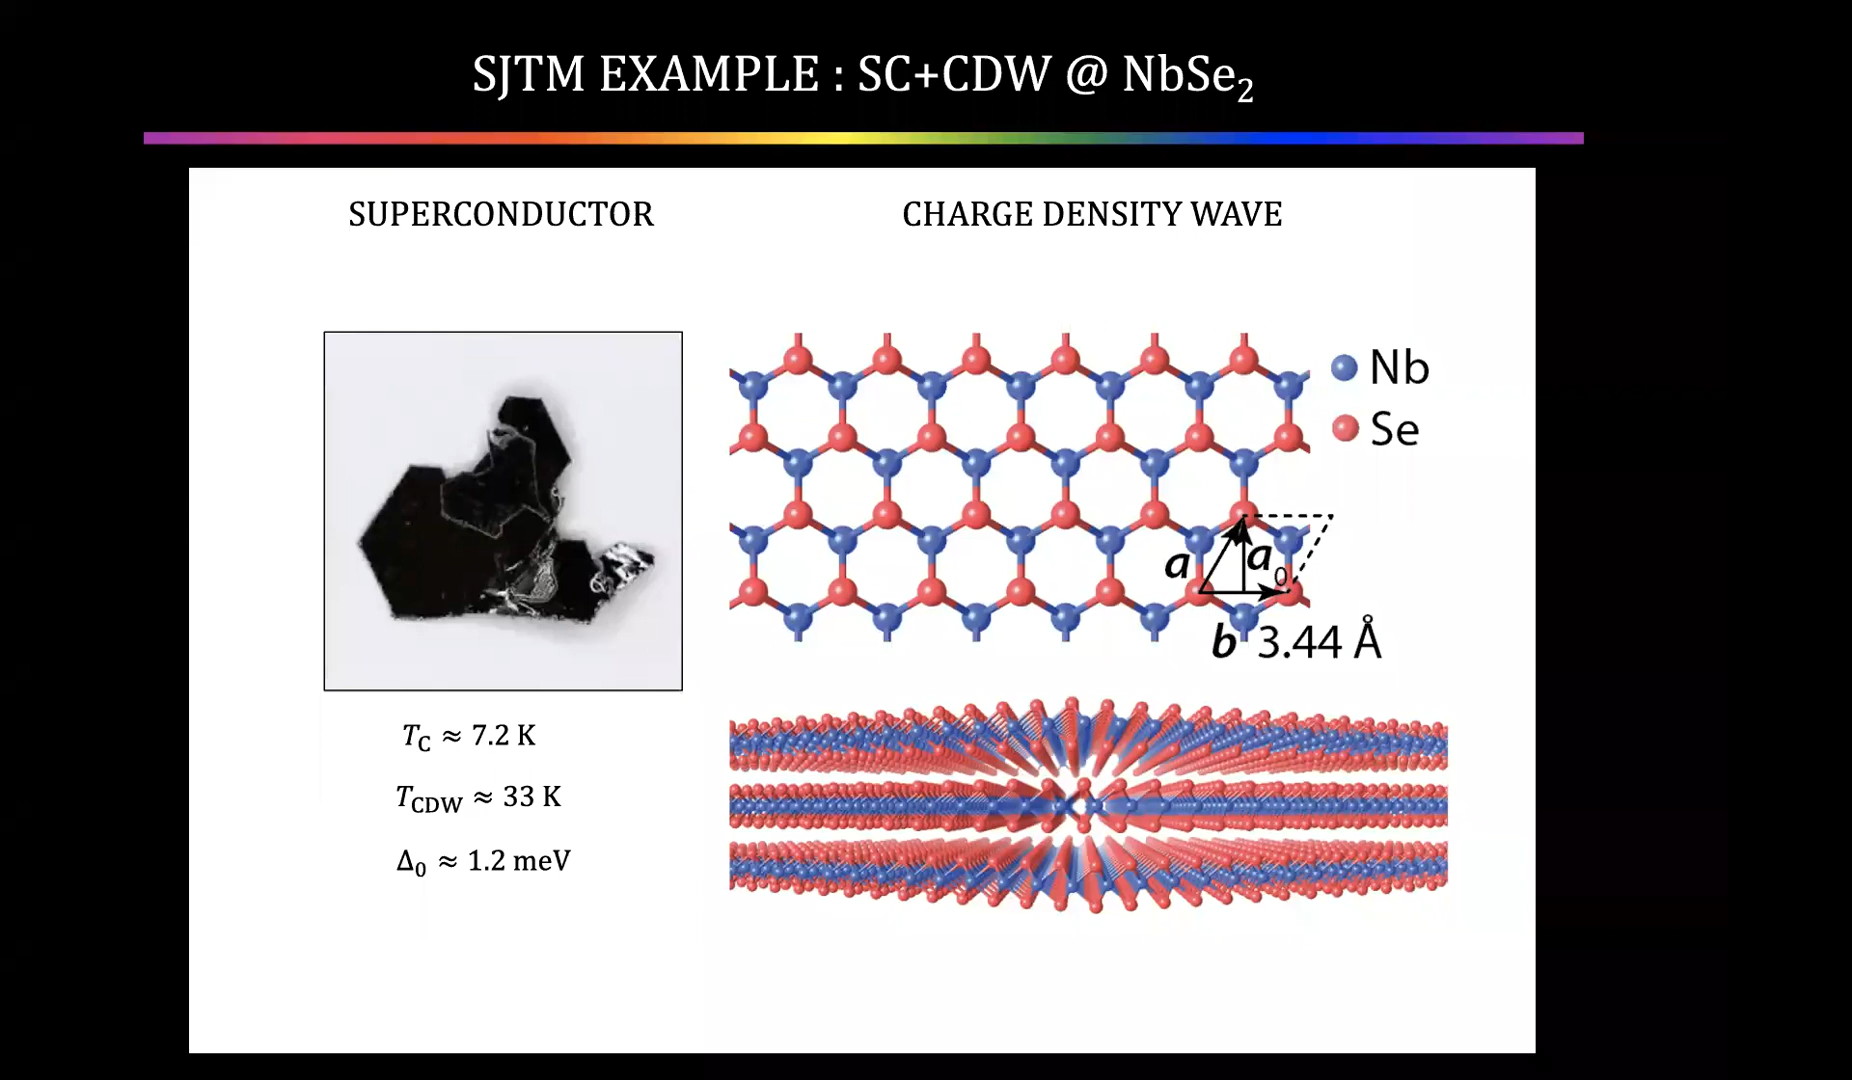 SJTM EXAMPLE : SC+CDW @ NbSe₂
SUPERCONDUCTOR
CHARGE DENSITY WAVE
Nb
Se
a
a₀
b 3.44 Å
T_C ≈ 7.2 K
T_CDW ≈ 33 K
Δ₀ ≈ 1.2 meV